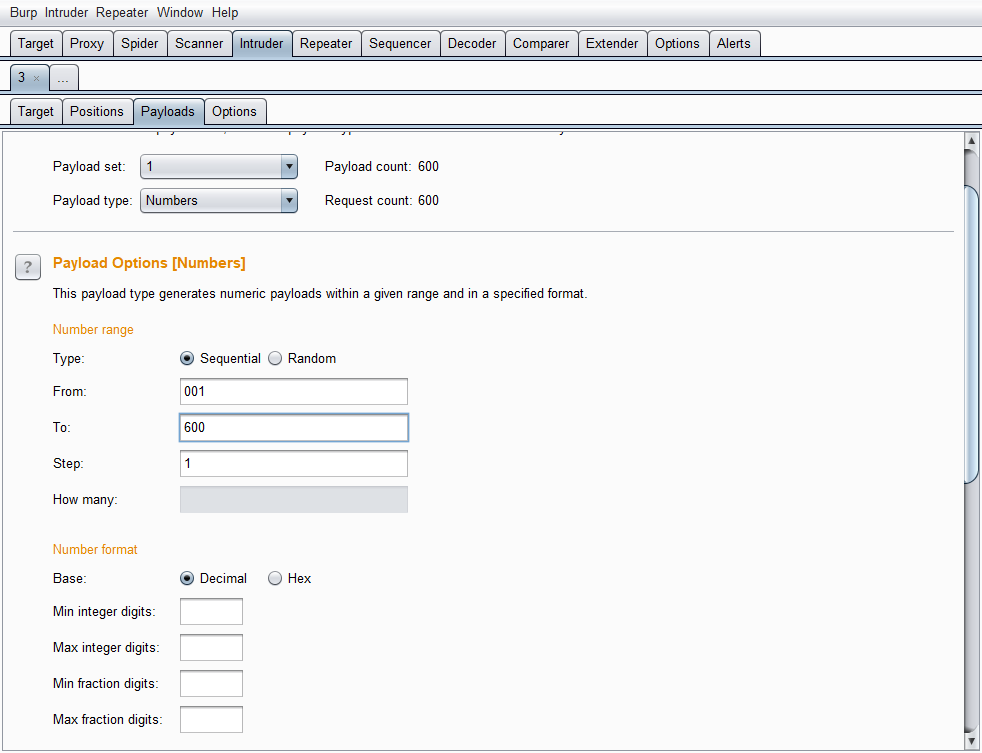 Burp Intruder Repeater Window Help
Target Proxy Spider Scanner Intruder Repeater Sequencer Decoder Comparer Extender Options Alerts
3 × ...
Target Positions Payloads Options
Payload set: 1 Payload count: 600
Payload type: Numbers Request count: 600
? Payload Options [Numbers]
This payload type generates numeric payloads within a given range and in a specified format.
Number range
Type: Sequential Random
From: 001
To: 600
Step: 1
How many:
Number format
Base: Decimal Hex
Min integer digits:
Max integer digits:
Min fraction digits:
Max fraction digits: